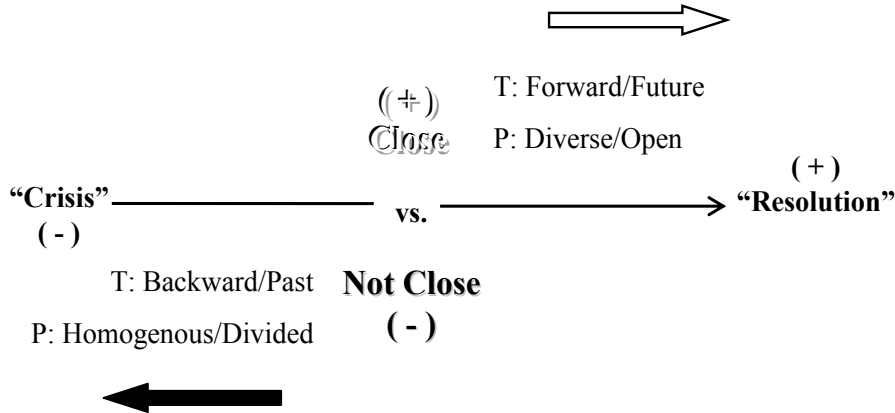 T: Forward/Future
( + )
Close
P: Diverse/Open
( + )
“Crisis”
vs.
“Resolution”
( - )
T: Backward/Past
Not Close
P: Homogenous/Divided
( - )